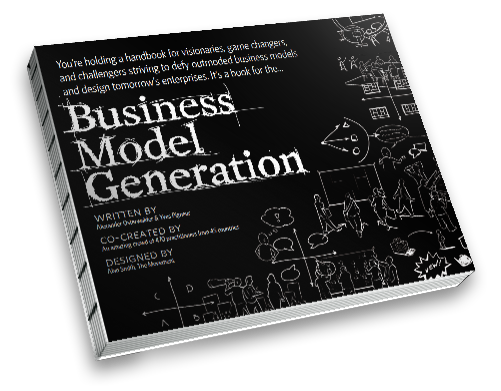 You're holding a handbook for visionaries, game changers,
and challengers striving to defy outmoded business models
and design tomorrow's enterprises. It's a book for the...
Business
Model
Generation
WRITTEN BY
Alexander Osterwalder & Yves Pigneur
CO-CREATED BY
An amazing crowd of 470 practitioners from 45 countries
DESIGNED BY
Alan Smith, The Movement
C D
A B